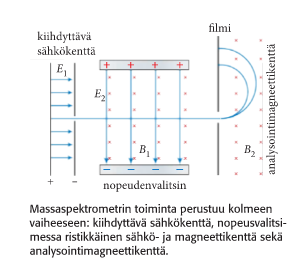 filmi
kiihdyttävä
sähkökenttä
E1
E2
B1
B2
analysointimagneettikenttä
+ + + +
− − − −
+ −
nopeudenvalitsin
Massaspektrometrin toiminta perustuu kolmeen
vaiheeseen: kiihdyttävä sähkökenttä, nopeusvalitsi-
messa ristikkäinen sähkö- ja magneettikenttä sekä
analysointimagneettikenttä.